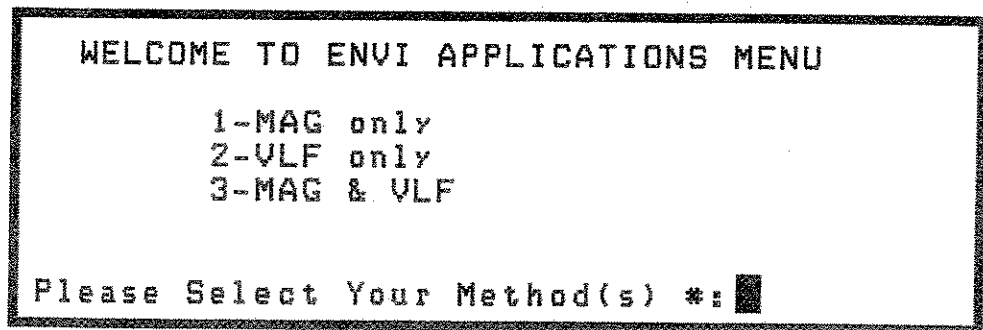 WELCOME TO ENVI APPLICATIONS MENU
1-MAG only
2-VLF only
3-MAG & VLF
Please Select Your Method(s) #: